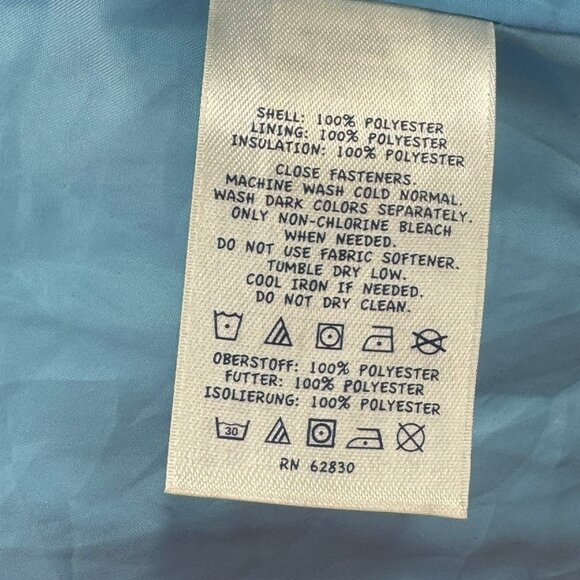 SHELL: 100% POLYESTER
LINING: 100% POLYESTER
INSULATION: 100% POLYESTER
CLOSE FASTENERS.
MACHINE WASH COLD NORMAL.
WASH DARK COLORS SEPARATELY.
ONLY NON-CHLORINE BLEACH
WHEN NEEDED.
DO NOT USE FABRIC SOFTENER.
TUMBLE DRY LOW.
COOL IRON IF NEEDED.
DO NOT DRY CLEAN.
OBERSTOFF: 100% POLYESTER
FUTTER: 100% POLYESTER
ISOLIERUNG: 100% POLYESTER
30
RN 62830